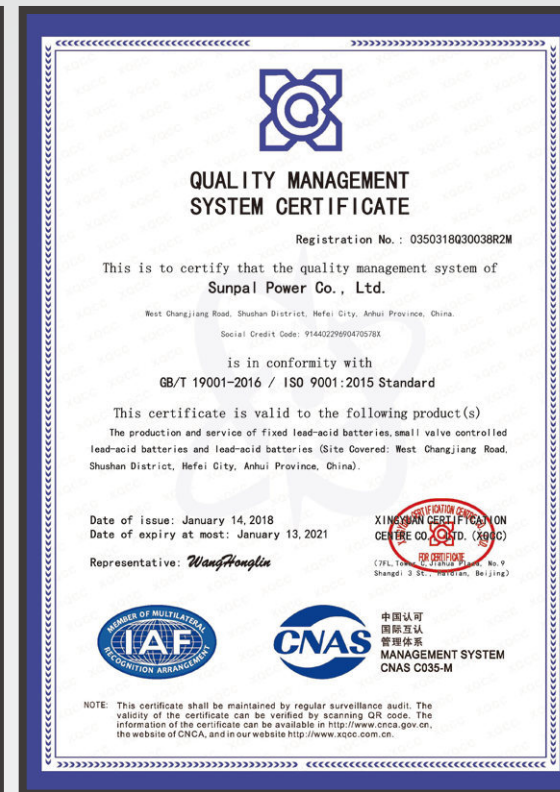 QUALITY MANAGEMENT
SYSTEM CERTIFICATE
Registration No.: 0350318Q30038R2M
This is to certify that the quality management system of
Sunpal Power Co., Ltd.
West Changjiang Road, Shushan District, Hefei City, Anhui Province, China.
Social Credit Code: 91440229690470578X
is in conformity with
GB/T 19001-2016 / ISO 9001:2015 Standard
This certificate is valid to the following product(s)
The production and service of fixed lead-acid batteries,small valve controlled
lead-acid batteries and lead-acid batteries (Site Covered: West Changjiang Road,
Shushan District, Hefei City, Anhui Province, China).
Date of issue: January 14,2018
Date of expiry at most: January 13,2021
Representative: WangHonglin
XINGYUAN CERTIFICATION
CENTRE CO., LTD. (XQCC)
FOR CERTIFICATE
(7FL, Tower C,Jiahua Plaza, No.9
Shangdi 3 St., Haidian, Beijing)
MEMBER OF MULTILATERAL
IAF
RECOGNITION ARRANGEMENT
CNAS
中国认可
国际互认
管理体系
MANAGEMENT SYSTEM
CNAS C035-M
NOTE: This certificate shall be maintained by regular surveillance audit. The
validity of the certificate can be verified by scanning QR code. The
information of the certificate can be available in http://www.cnca.gov.cn,
the website of CNCA, and in our website http://www.xqcc.com.cn.